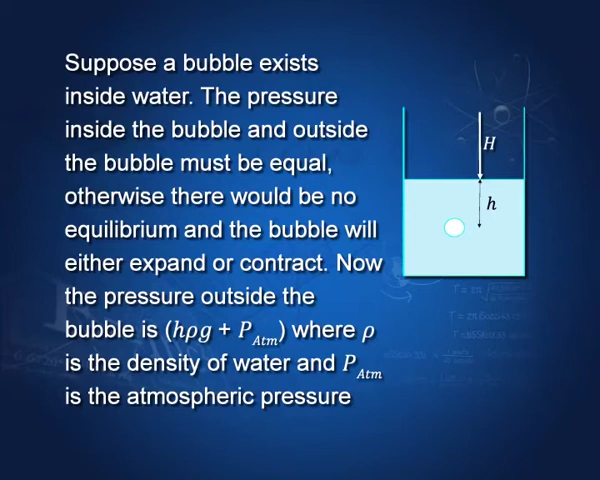 Suppose a bubble exists
inside water. The pressure
inside the bubble and outside
the bubble must be equal,
otherwise there would be no
equilibrium and the bubble will
either expand or contract. Now
the pressure outside the
bubble is (hρg + P_Atm) where ρ
is the density of water and P_Atm
is the atmospheric pressure
H
h